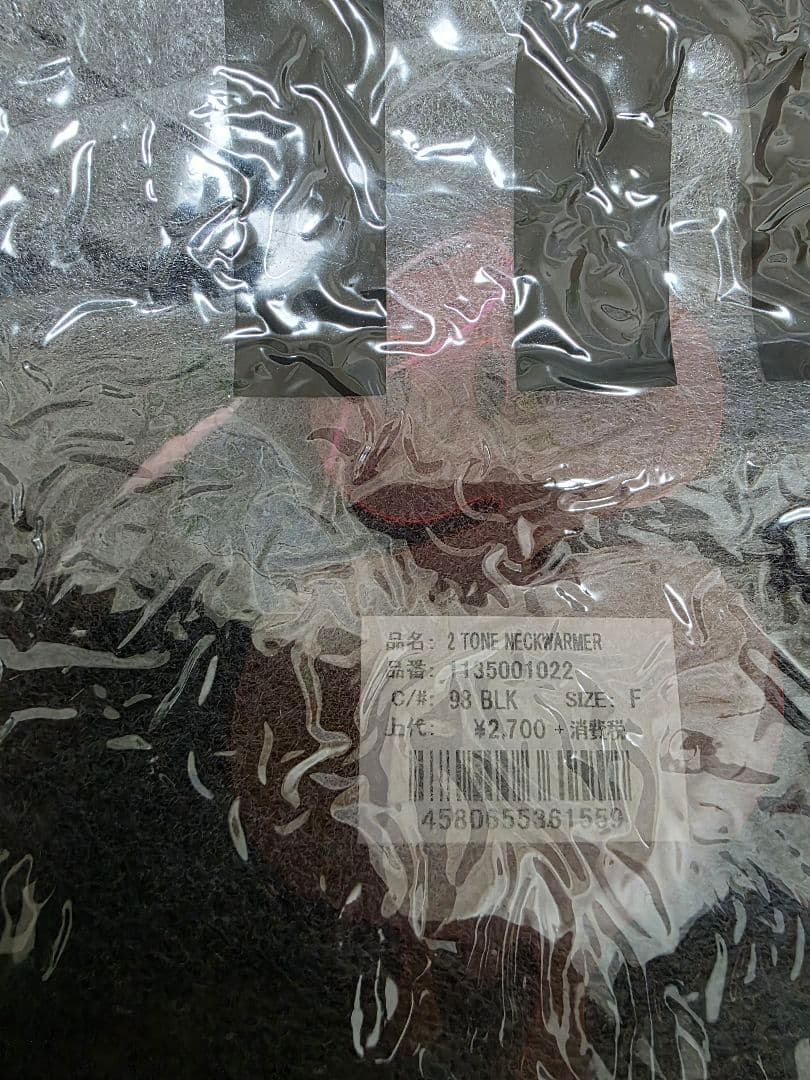 品名: 2 TONE NECKWARMER
品番: 1135001022
C/#: 98 BLK SIZE: F
上代: ¥2,700 + 消費税
4580655361559